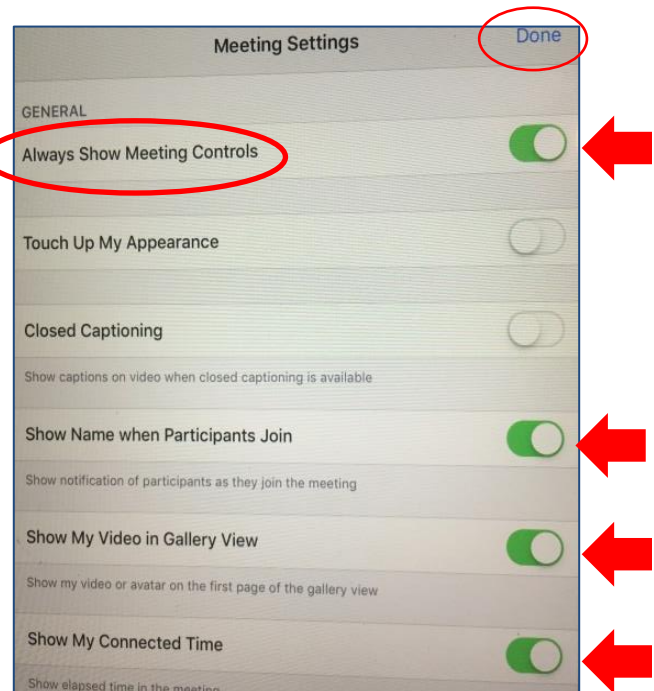 Meeting Settings Done
GENERAL
Always Show Meeting Controls
Touch Up My Appearance
Closed Captioning
Show captions on video when closed captioning is available
Show Name when Participants Join
Show notification of participants as they join the meeting
Show My Video in Gallery View
Show my video or avatar on the first page of the gallery view
Show My Connected Time
Show elapsed time in the meeting